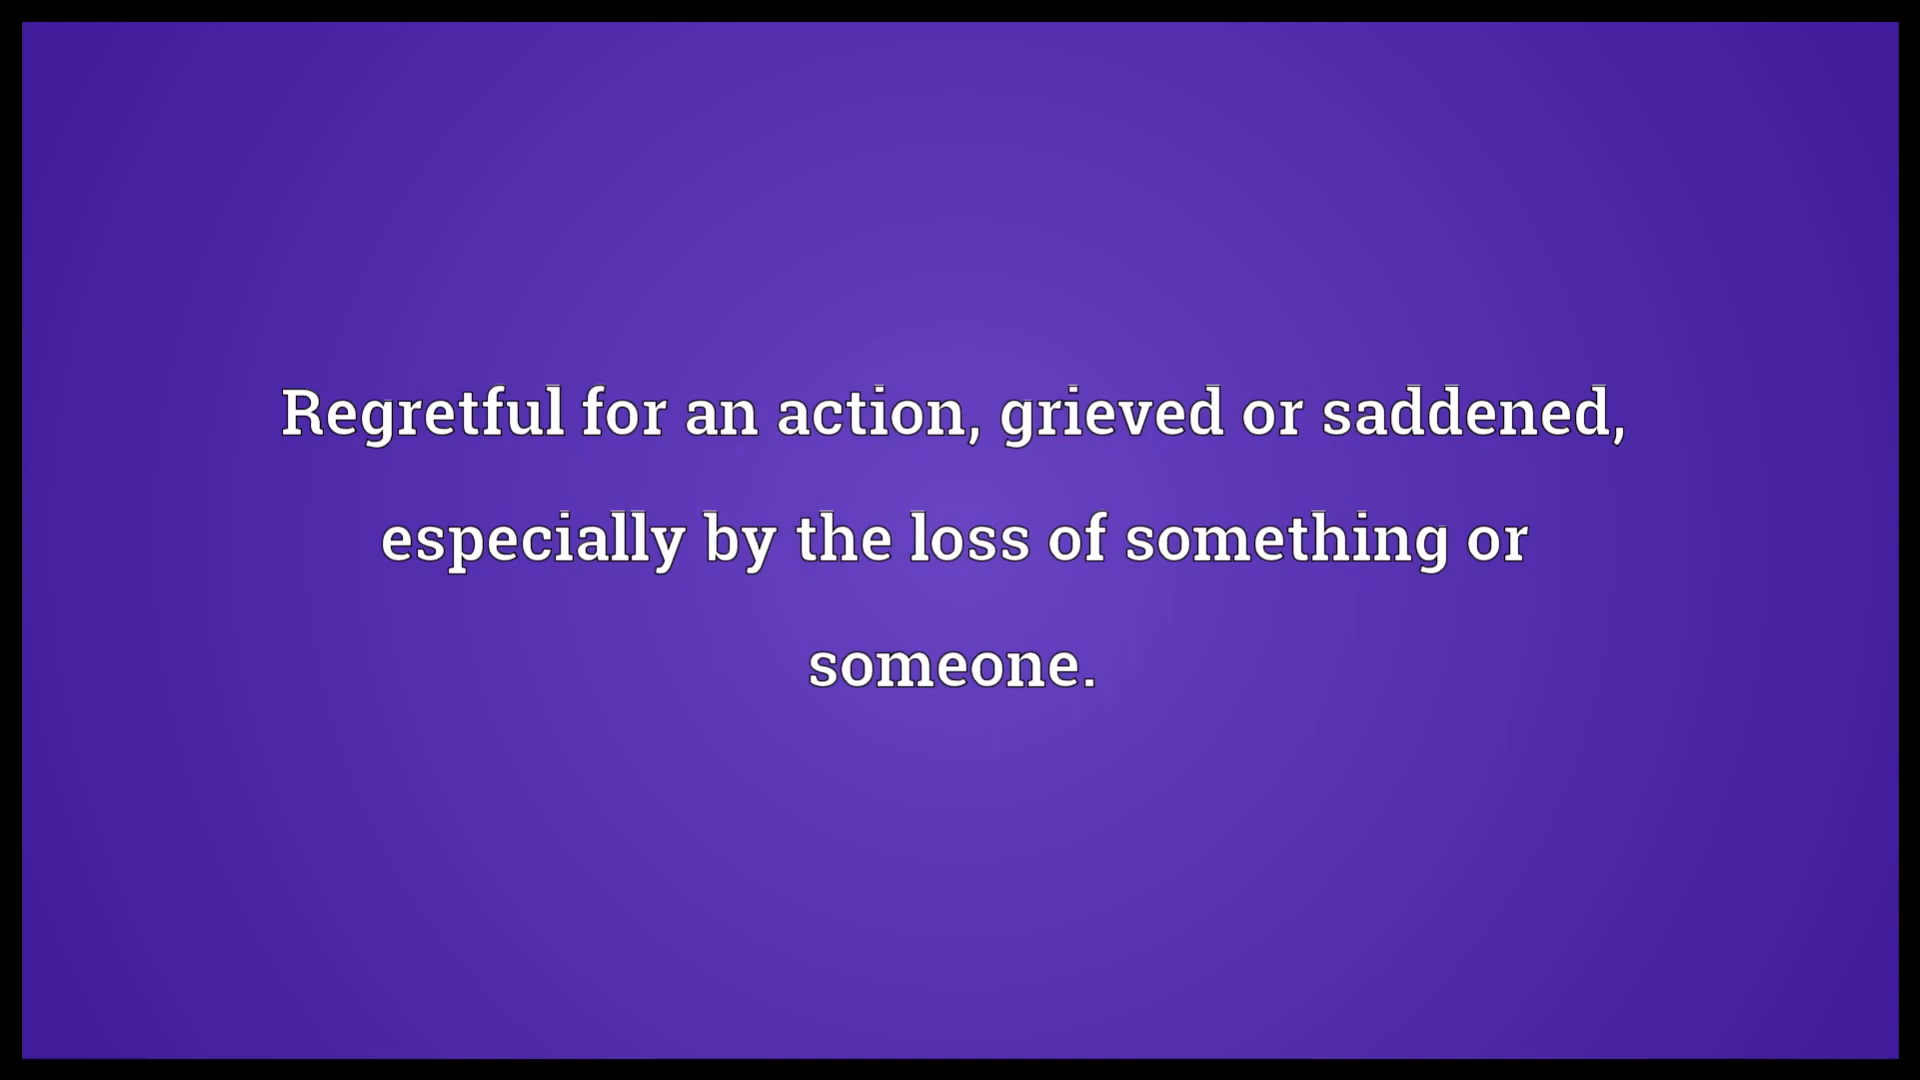 Regretful for an action, grieved or saddened,
especially by the loss of something or
someone.